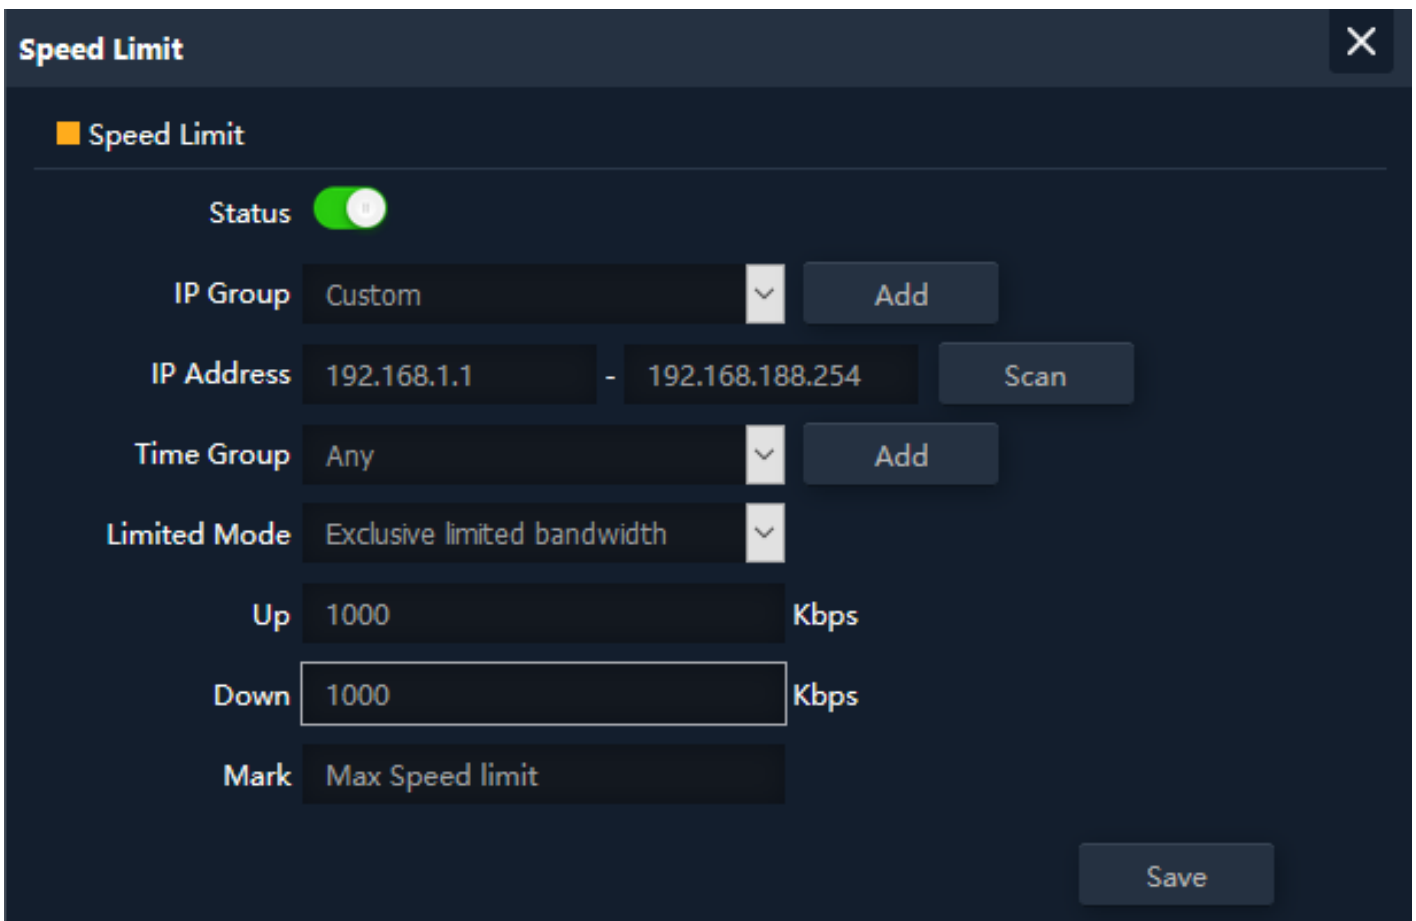 Speed Limit
Speed Limit
Status
IP Group Custom Add
IP Address 192.168.1.1 - 192.168.188.254 Scan
Time Group Any Add
Limited Mode Exclusive limited bandwidth
Up 1000 Kbps
Down 1000 Kbps
Mark Max Speed limit
Save